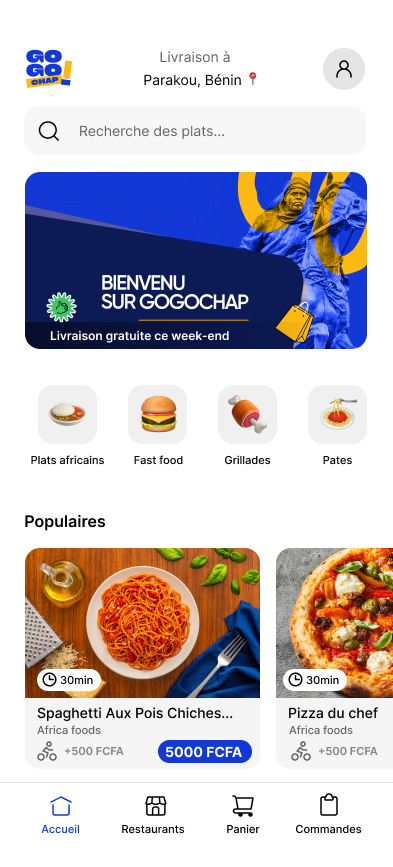 GO
GO!
CHAP
Livraison à
Parakou, Bénin
Recherche des plats...
BIENVENU
SUR GOGOCHAP
Livraison gratuite ce week-end
Plats africains
Fast food
Grillades
Pates
Populaires
30min
30min
Spaghetti Aux Pois Chiches...
Pizza du chef
Africa foods
Africa foods
+500 FCFA
5000 FCFA
+500 FCFA
Accueil
Restaurants
Panier
Commandes